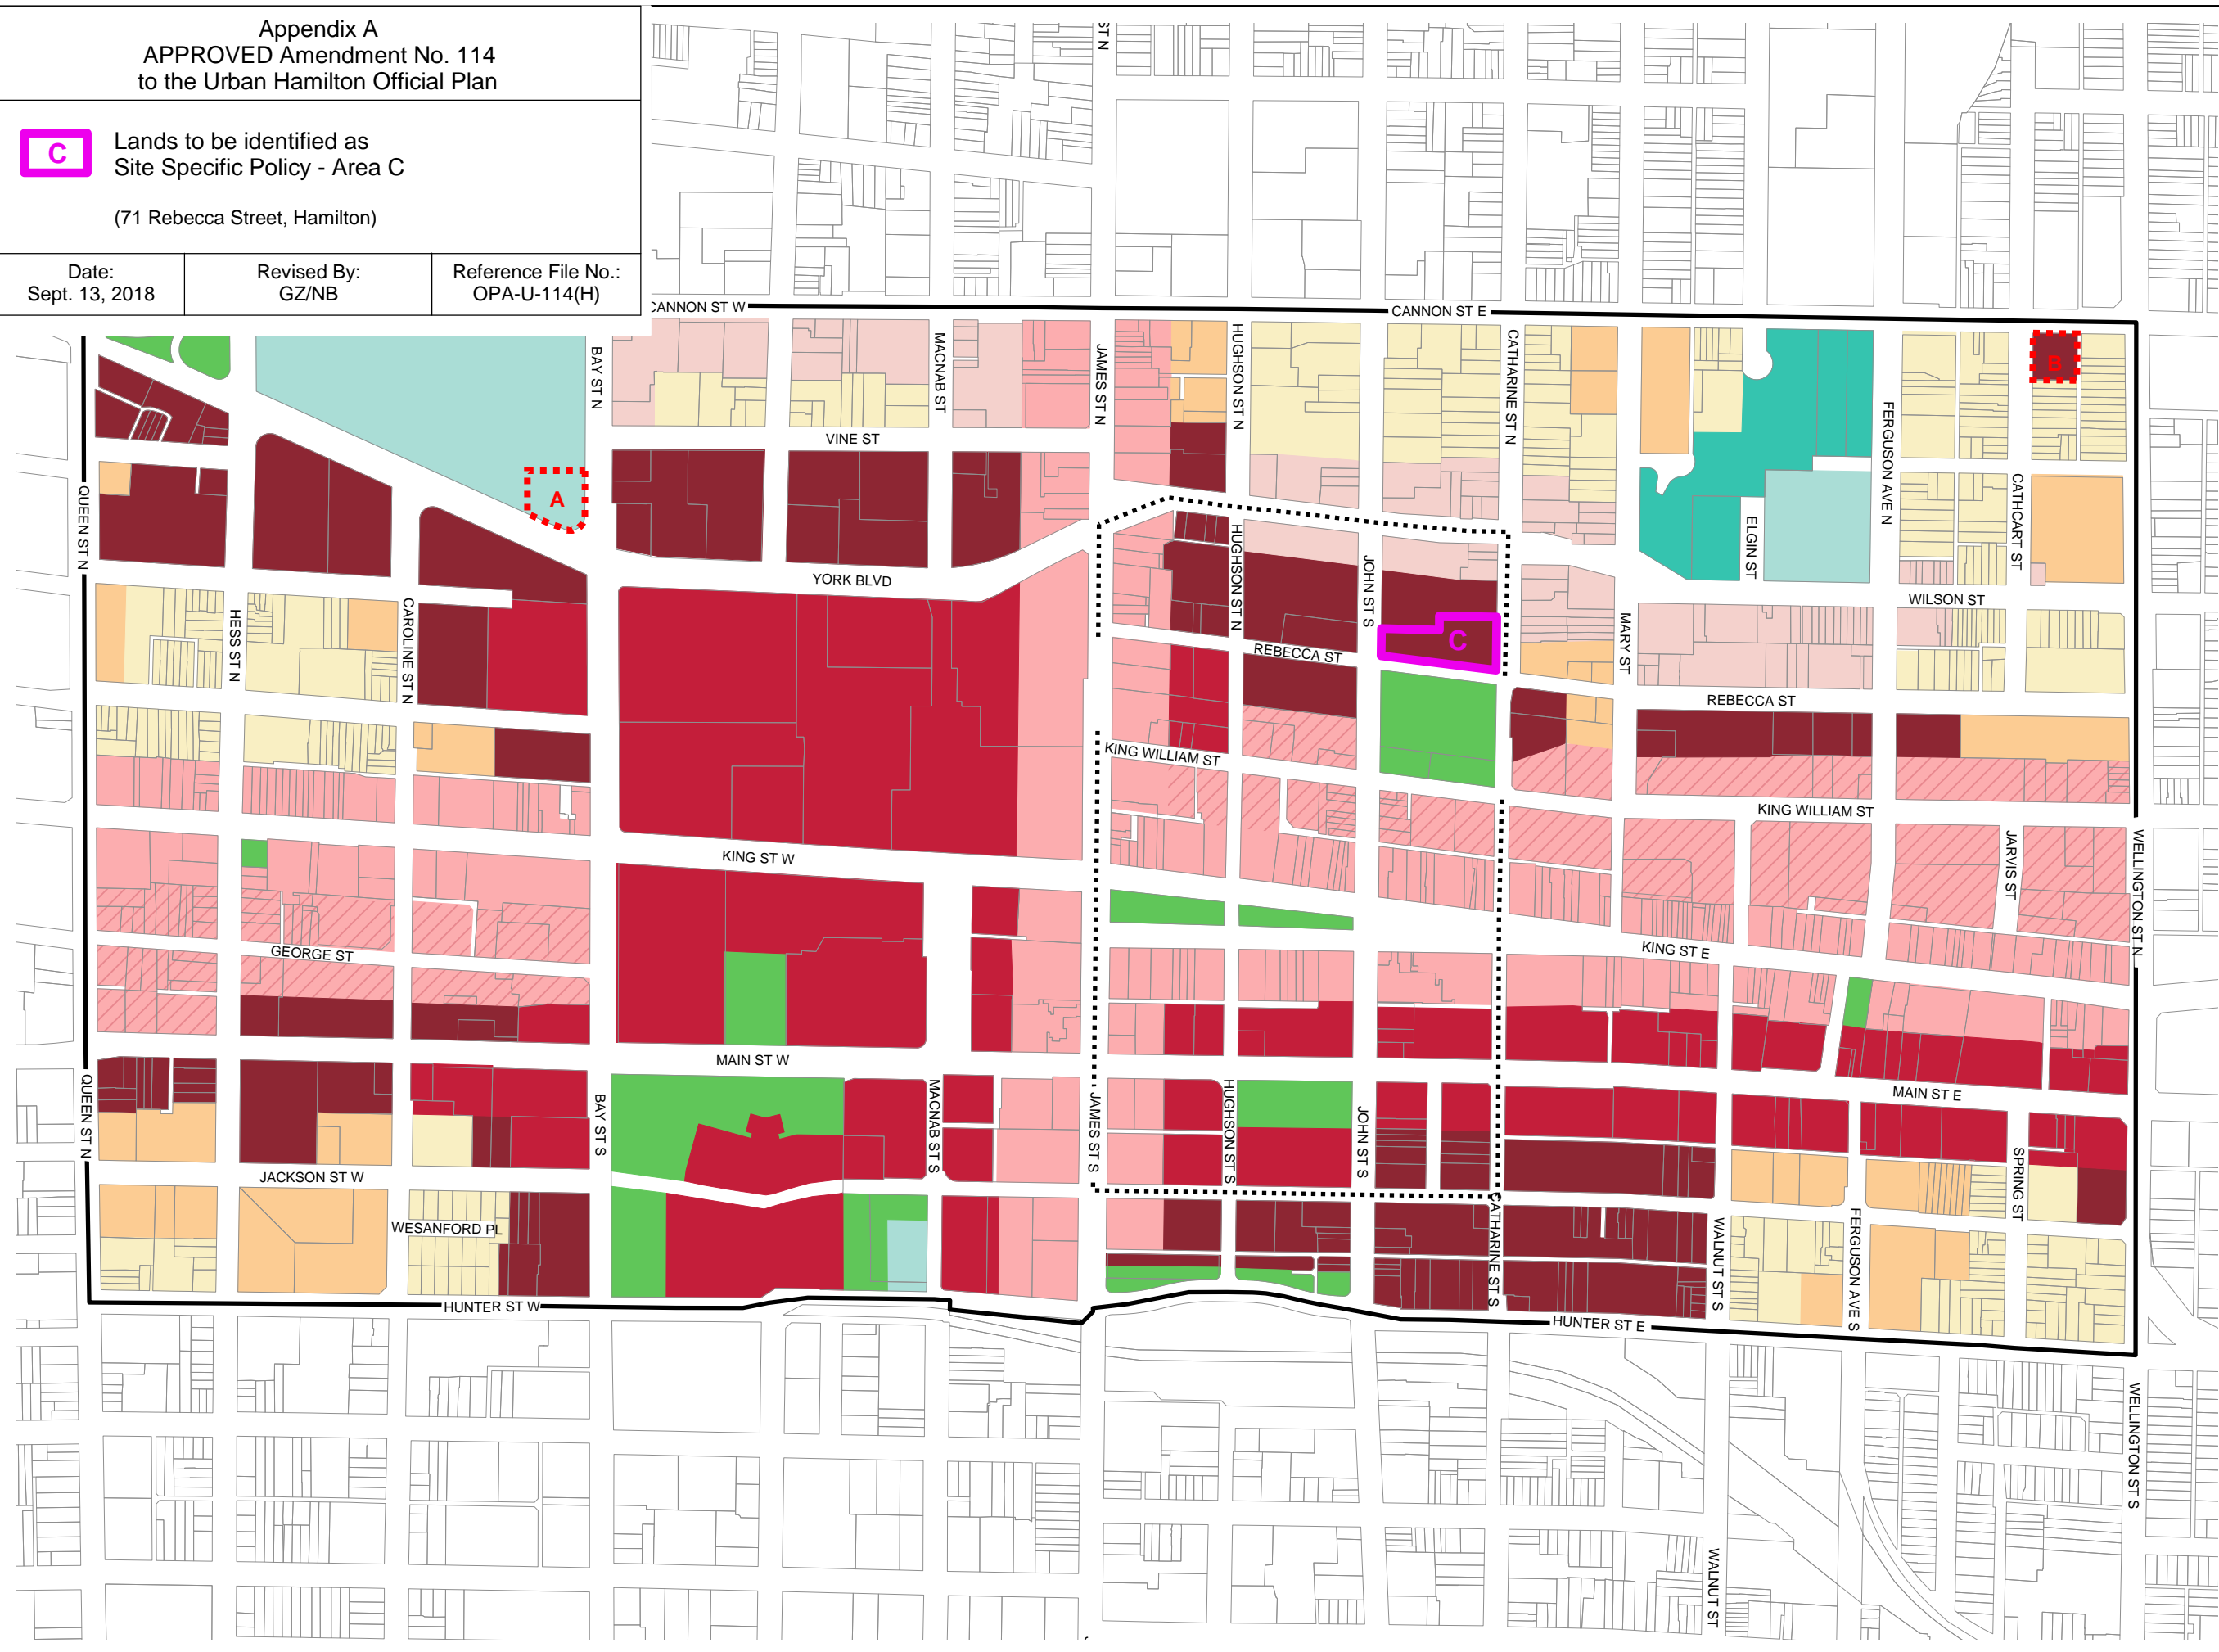 Appendix A
APPROVED Amendment No. 114
to the Urban Hamilton Official Plan
C
Lands to be identified as
Site Specific Policy - Area C
(71 Rebecca Street, Hamilton)
Date:
Sept. 13, 2018
Revised By:
GZ/NB
Reference File No.:
OPA-U-114(H)
ST N
CANNON ST W
CANNON ST E
BAY ST N
MACNAB ST
JAMES ST N
HUGHSON ST N
CATHARINE ST N
FERGUSON AVE N
B
VINE ST
A
QUEEN ST N
YORK BLVD
HUGHSON ST N
JOHN ST S
ELGIN ST
CATHCART ST
WILSON ST
HESS ST N
CAROLINE ST N
C
REBECCA ST
MARY ST
REBECCA ST
KING WILLIAM ST
KING WILLIAM ST
KING ST W
JARVIS ST
WELLINGTON ST N
GEORGE ST
KING ST E
MAIN ST W
MAIN ST E
QUEEN ST N
BAY ST S
MACNAB ST S
JAMES ST S
HUGHSON ST S
JOHN ST S
SPRING ST
JACKSON ST W
WESANFORD PL
CATHARINE ST S
WALNUT ST S
FERGUSON AVE S
HUNTER ST W
HUNTER ST E
WELLINGTON ST S
WALNUT ST